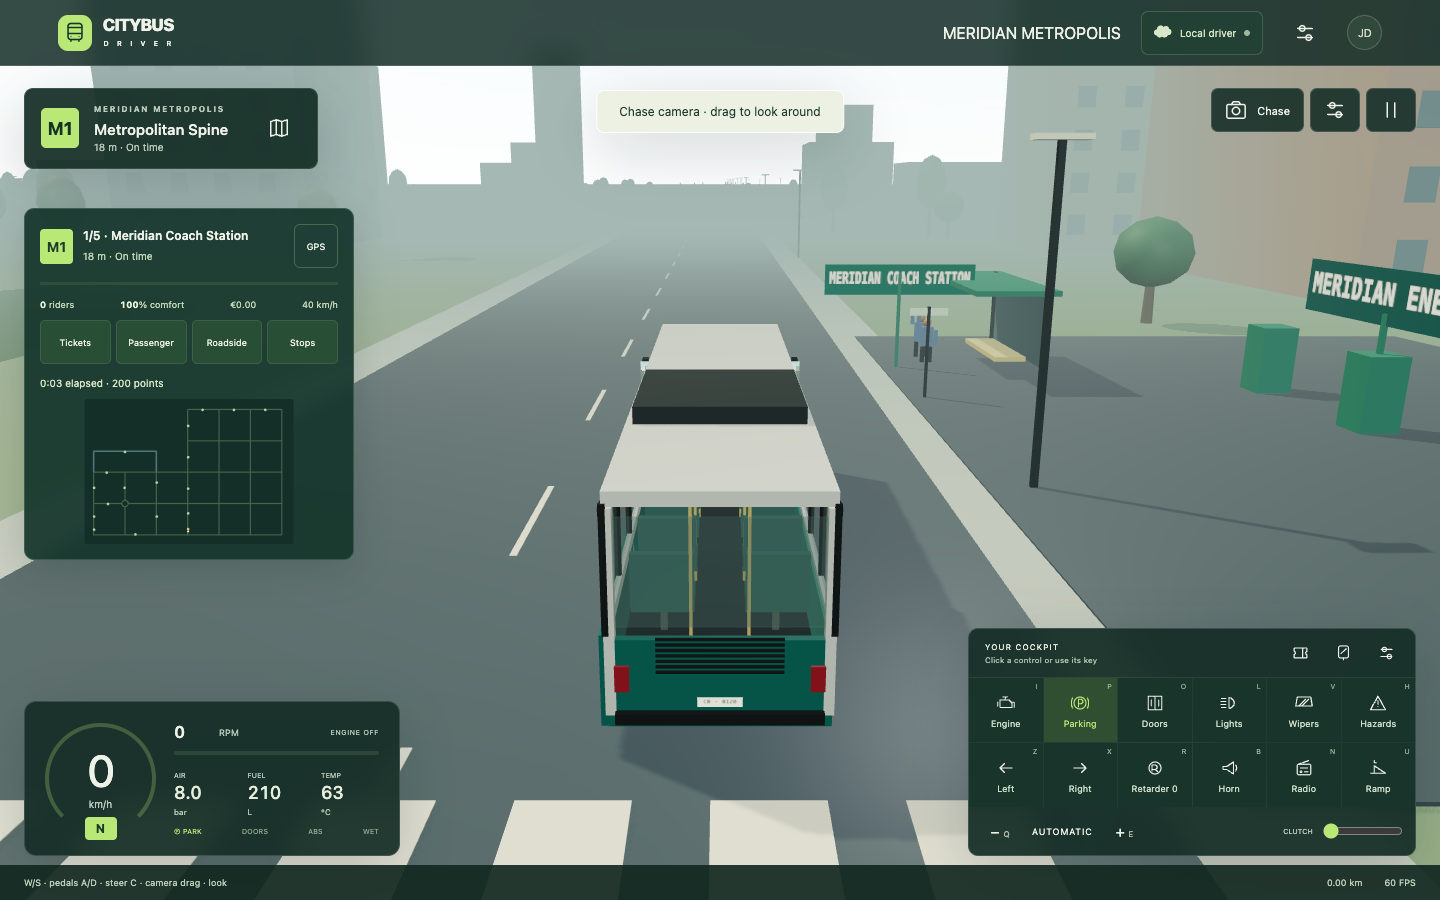 CITYBUS
DRIVER
MERIDIAN METROPOLIS
Local driver
JD
M1
MERIDIAN METROPOLIS
Metropolitan Spine
18 m · On time
Chase camera · drag to look around
Chase
M1
1/5 · Meridian Coach Station
18 m · On time
GPS
0 riders
100% comfort
€0.00
40 km/h
Tickets
Passenger
Roadside
Stops
0:03 elapsed · 200 points
MERIDIAN COACH STATION
MERIDIAN ENE
0
km/h
N
0
RPM
ENGINE OFF
AIR
FUEL
TEMP
8.0
210
63
bar
L
°C
Ⓟ PARK
DOORS
ABS
WET
YOUR COCKPIT
Click a control or use its key
I
Engine
P
Parking
O
Doors
L
Lights
V
Wipers
H
Hazards
Z
Left
X
Right
R
Retarder 0
B
Horn
N
Radio
U
Ramp
− Q
AUTOMATIC
+ E
CLUTCH
W/S · pedals A/D · steer C · camera drag · look
0.00 km
60 FPS